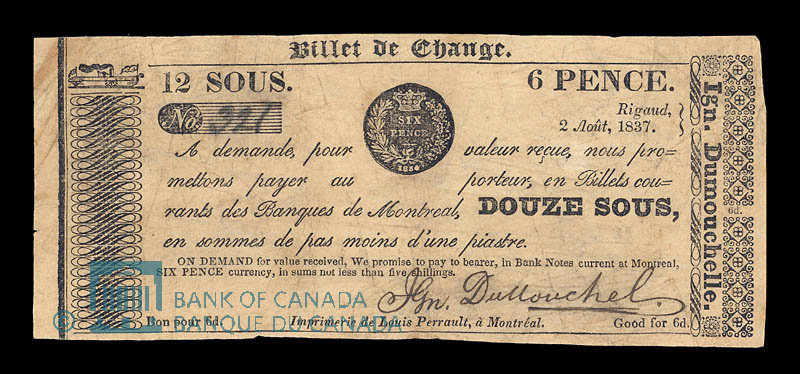 Billet de Change.
12 SOUS.
6 PENCE.
No. 327
SIX
PENCE
Rigaud,
2 Août, 1837.
A demande, pour valeur reçue, nous pro-
mettons payer au porteur, en Billets cou-
rants des Banques de Montreal, DOUZE SOUS,
en sommes de pas moins d'une piastre.
ON DEMAND for value received, We promise to pay to bearer, in Bank Notes current at Montreal,
SIX PENCE currency, in sums not less than five shillings.
Ign. DuMouchel.
Bon pour 6d. Imprimerie de Louis Perrault, à Montréal. Good for 6d.
Ign. Dumouchelle.
6d.
© BANK OF CANADA
BANQUE DU CANADA